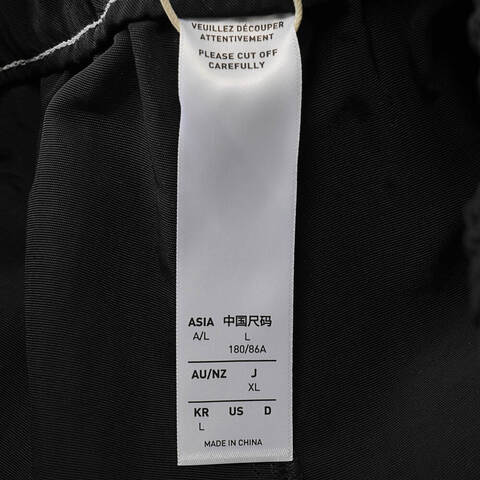 VEUILLEZ DÉCOUPER
ATTENTIVEMENT
PLEASE CUT OFF
CAREFULLY
ASIA 中国尺码
A/L L
180/86A
AU/NZ J
XL
KR US D
L
MADE IN CHINA